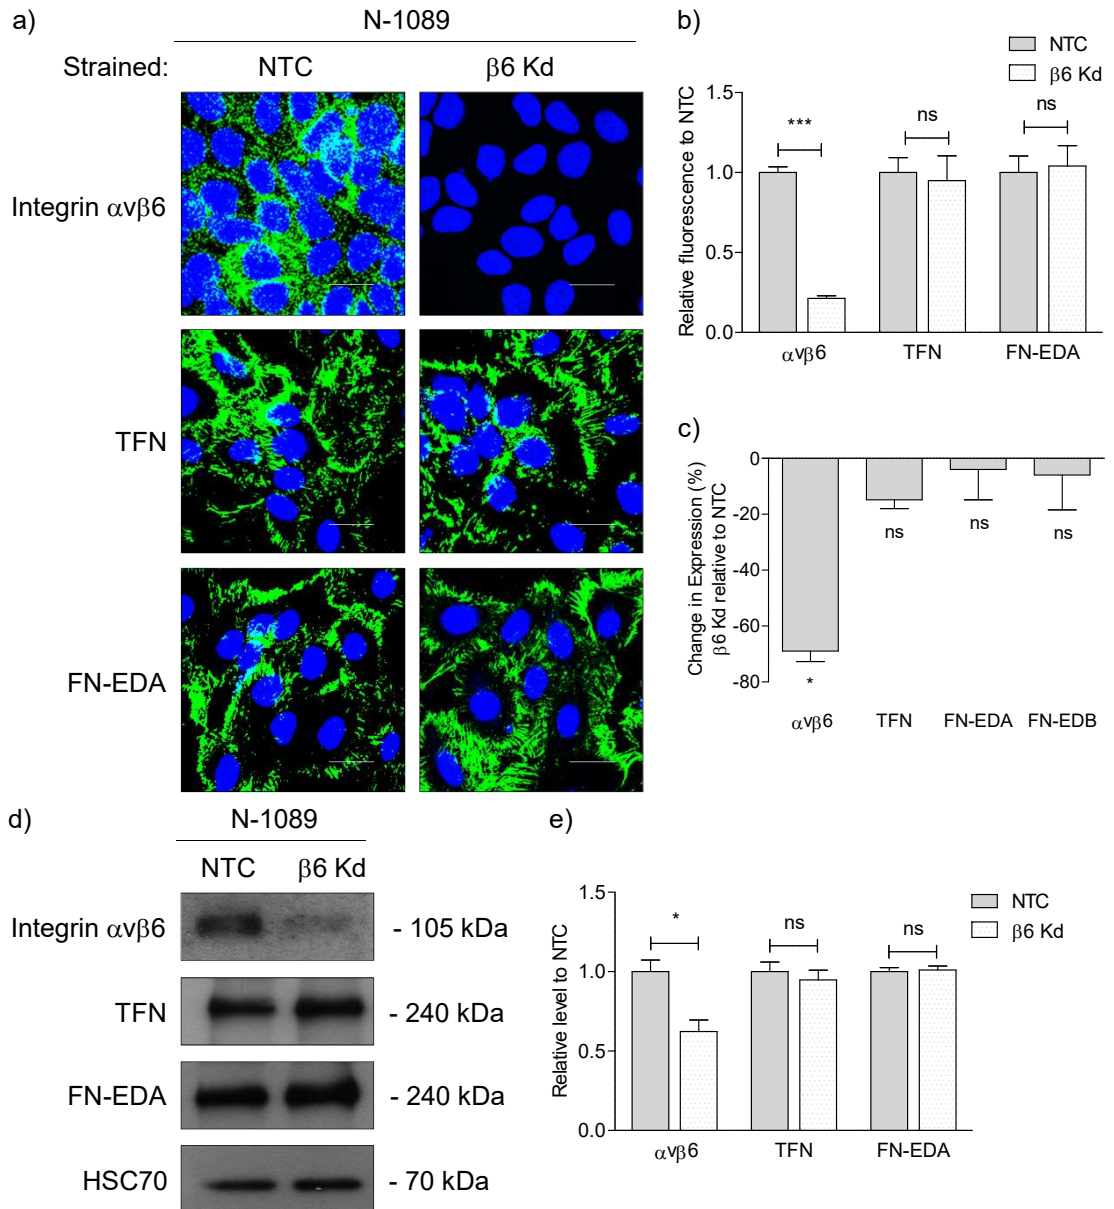 a)
N-1089
Strained:
NTC
β6 Kd
Integrin αvβ6
TFN
FN-EDA
b)
NTC
β6 Kd
Relative fluorescence to NTC
1.5
1.0
0.5
0.0
***
ns
ns
αvβ6
TFN
FN-EDA
c)
Change in Expression (%)
β6 Kd relative to NTC
0
-20
-40
-60
-80
*
ns
ns
ns
αvβ6
TFN
FN-EDA
FN-EDB
d)
N-1089
NTC
β6 Kd
Integrin αvβ6
- 105 kDa
TFN
- 240 kDa
FN-EDA
- 240 kDa
HSC70
- 70 kDa
e)
NTC
β6 Kd
Relative level to NTC
1.5
1.0
0.5
0.0
*
ns
ns
αvβ6
TFN
FN-EDA